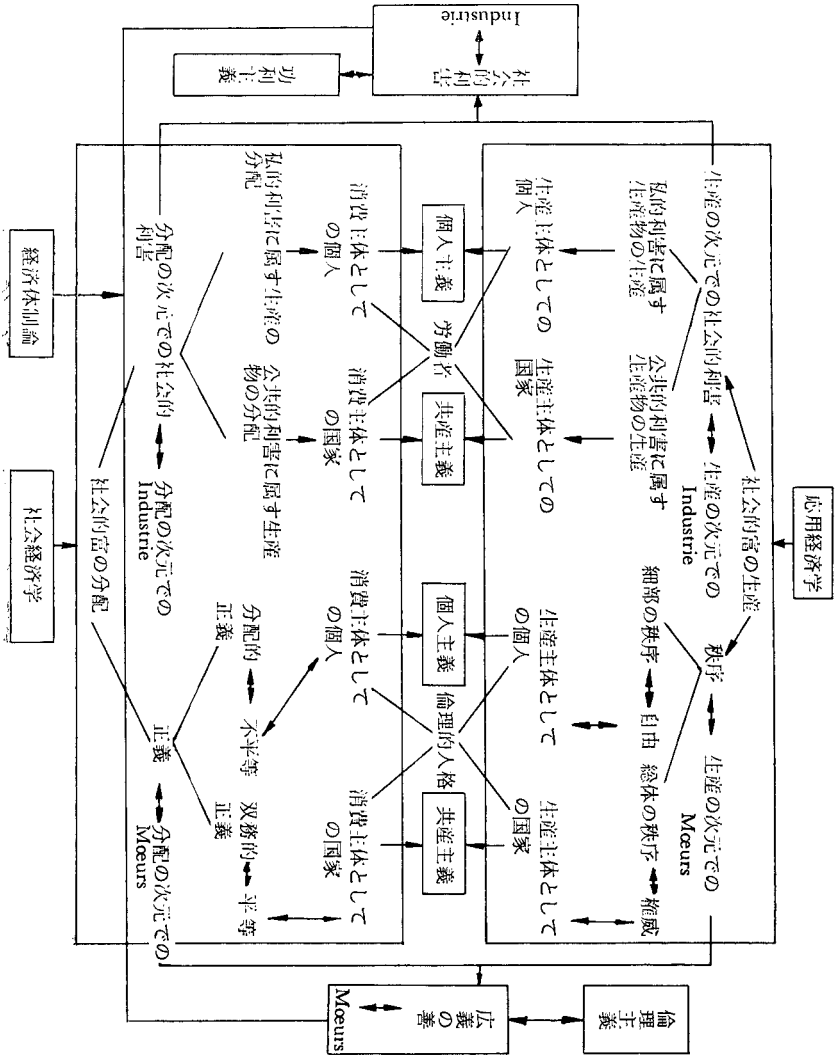 Industrie
社会的利害
功利
主義
応用経済学
社会的富の生産
生産の次元での社会的利害
生産の次元での
Industrie
秩序
生産の次元での
Mœurs
私的利害に属す
生産物の生産
公共的利害に属す
生産物の生産
細部の秩序
自由
総体の秩序
権威
生産主体としての
個人
生産主体としての
国家
生産主体として
の個人
生産主体として
の国家
個人主義
労働者
共産主義
個人主義
倫理的人格
共産主義
消費主体として
の個人
消費主体として
の国家
消費主体として
の個人
消費主体として
の国家
私的利害に属す生産の
分配
公共的利害に属す生産
物の分配
分配的
正義
不平等
双務的
正義
平等
分配の次元での社会的
利害
分配の次元での
Industrie
正義
分配の次元での
Mœurs
社会的富の分配
経済体制論
社会経済学
広義の善
Mœurs
倫理
主義